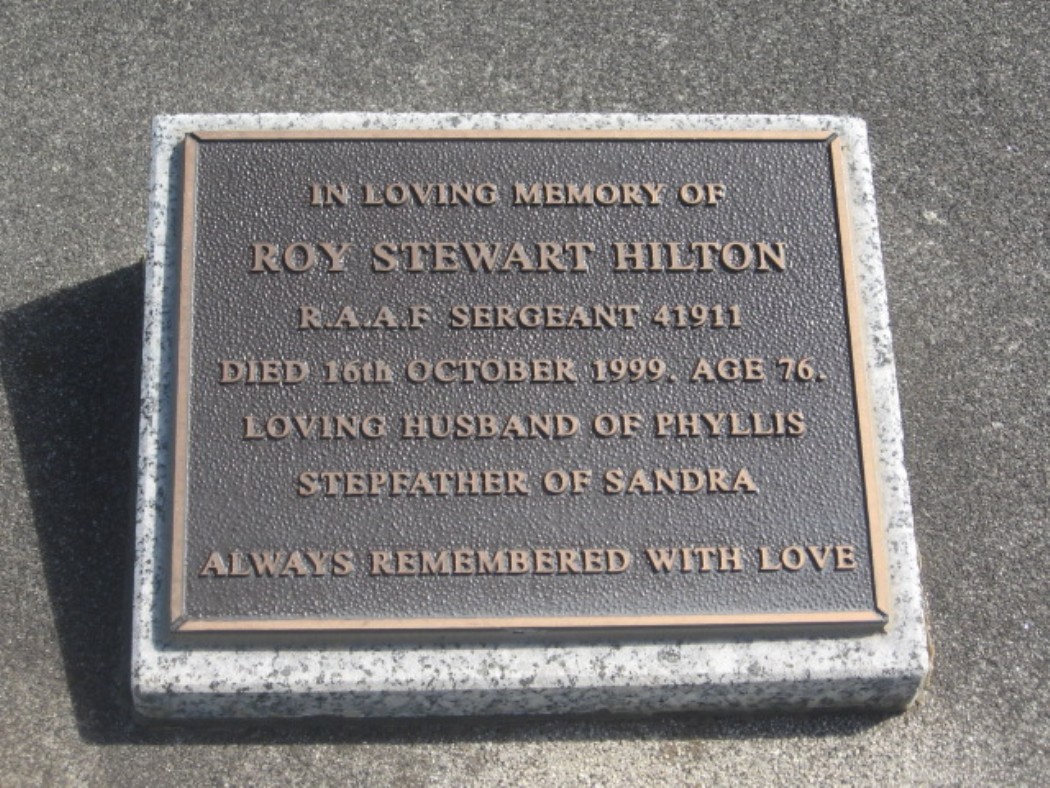 IN LOVING MEMORY OF
ROY STEWART HILTON
R.A.A.F SERGEANT 41911
DIED 16th OCTOBER 1999. AGE 76.
LOVING HUSBAND OF PHYLLIS
STEPFATHER OF SANDRA
ALWAYS REMEMBERED WITH LOVE